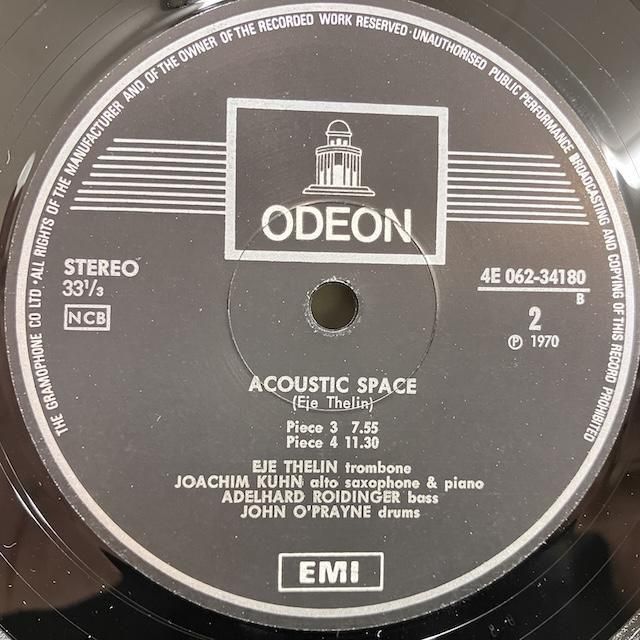 THE GRAMOPHONE CO LTD · ALL RIGHTS OF THE MANUFACTURER AND OF THE OWNER OF THE RECORDED WORK RESERVED · UNAUTHORISED PUBLIC PERFORMANCE BROADCASTING AND COPYING OF THIS RECORD PROHIBITED
ODEON
STEREO
33⅓
NCB
4E 062-34180
B
2
℗ 1970
ACOUSTIC SPACE
(Eje Thelin)
Piece 3 7.55
Piece 4 11.30
EJE THELIN trombone
JOACHIM KUHN alto saxophone & piano
ADELHARD ROIDINGER bass
JOHN O'PRAYNE drums
EMI